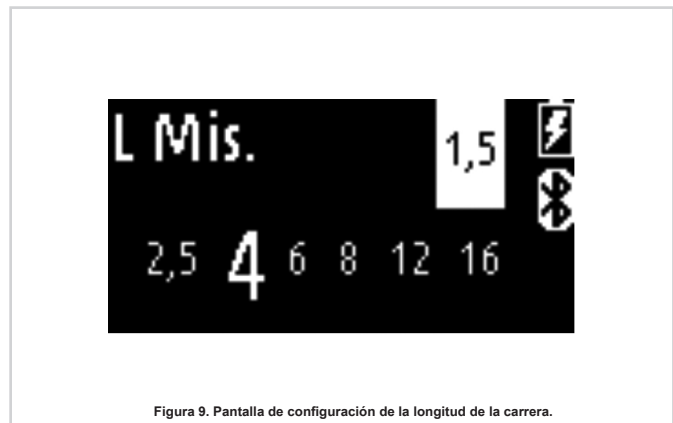 L Mis. 1,5
2,5 4 6 8 12 16
Figura 9. Pantalla de configuración de la longitud de la carrera.